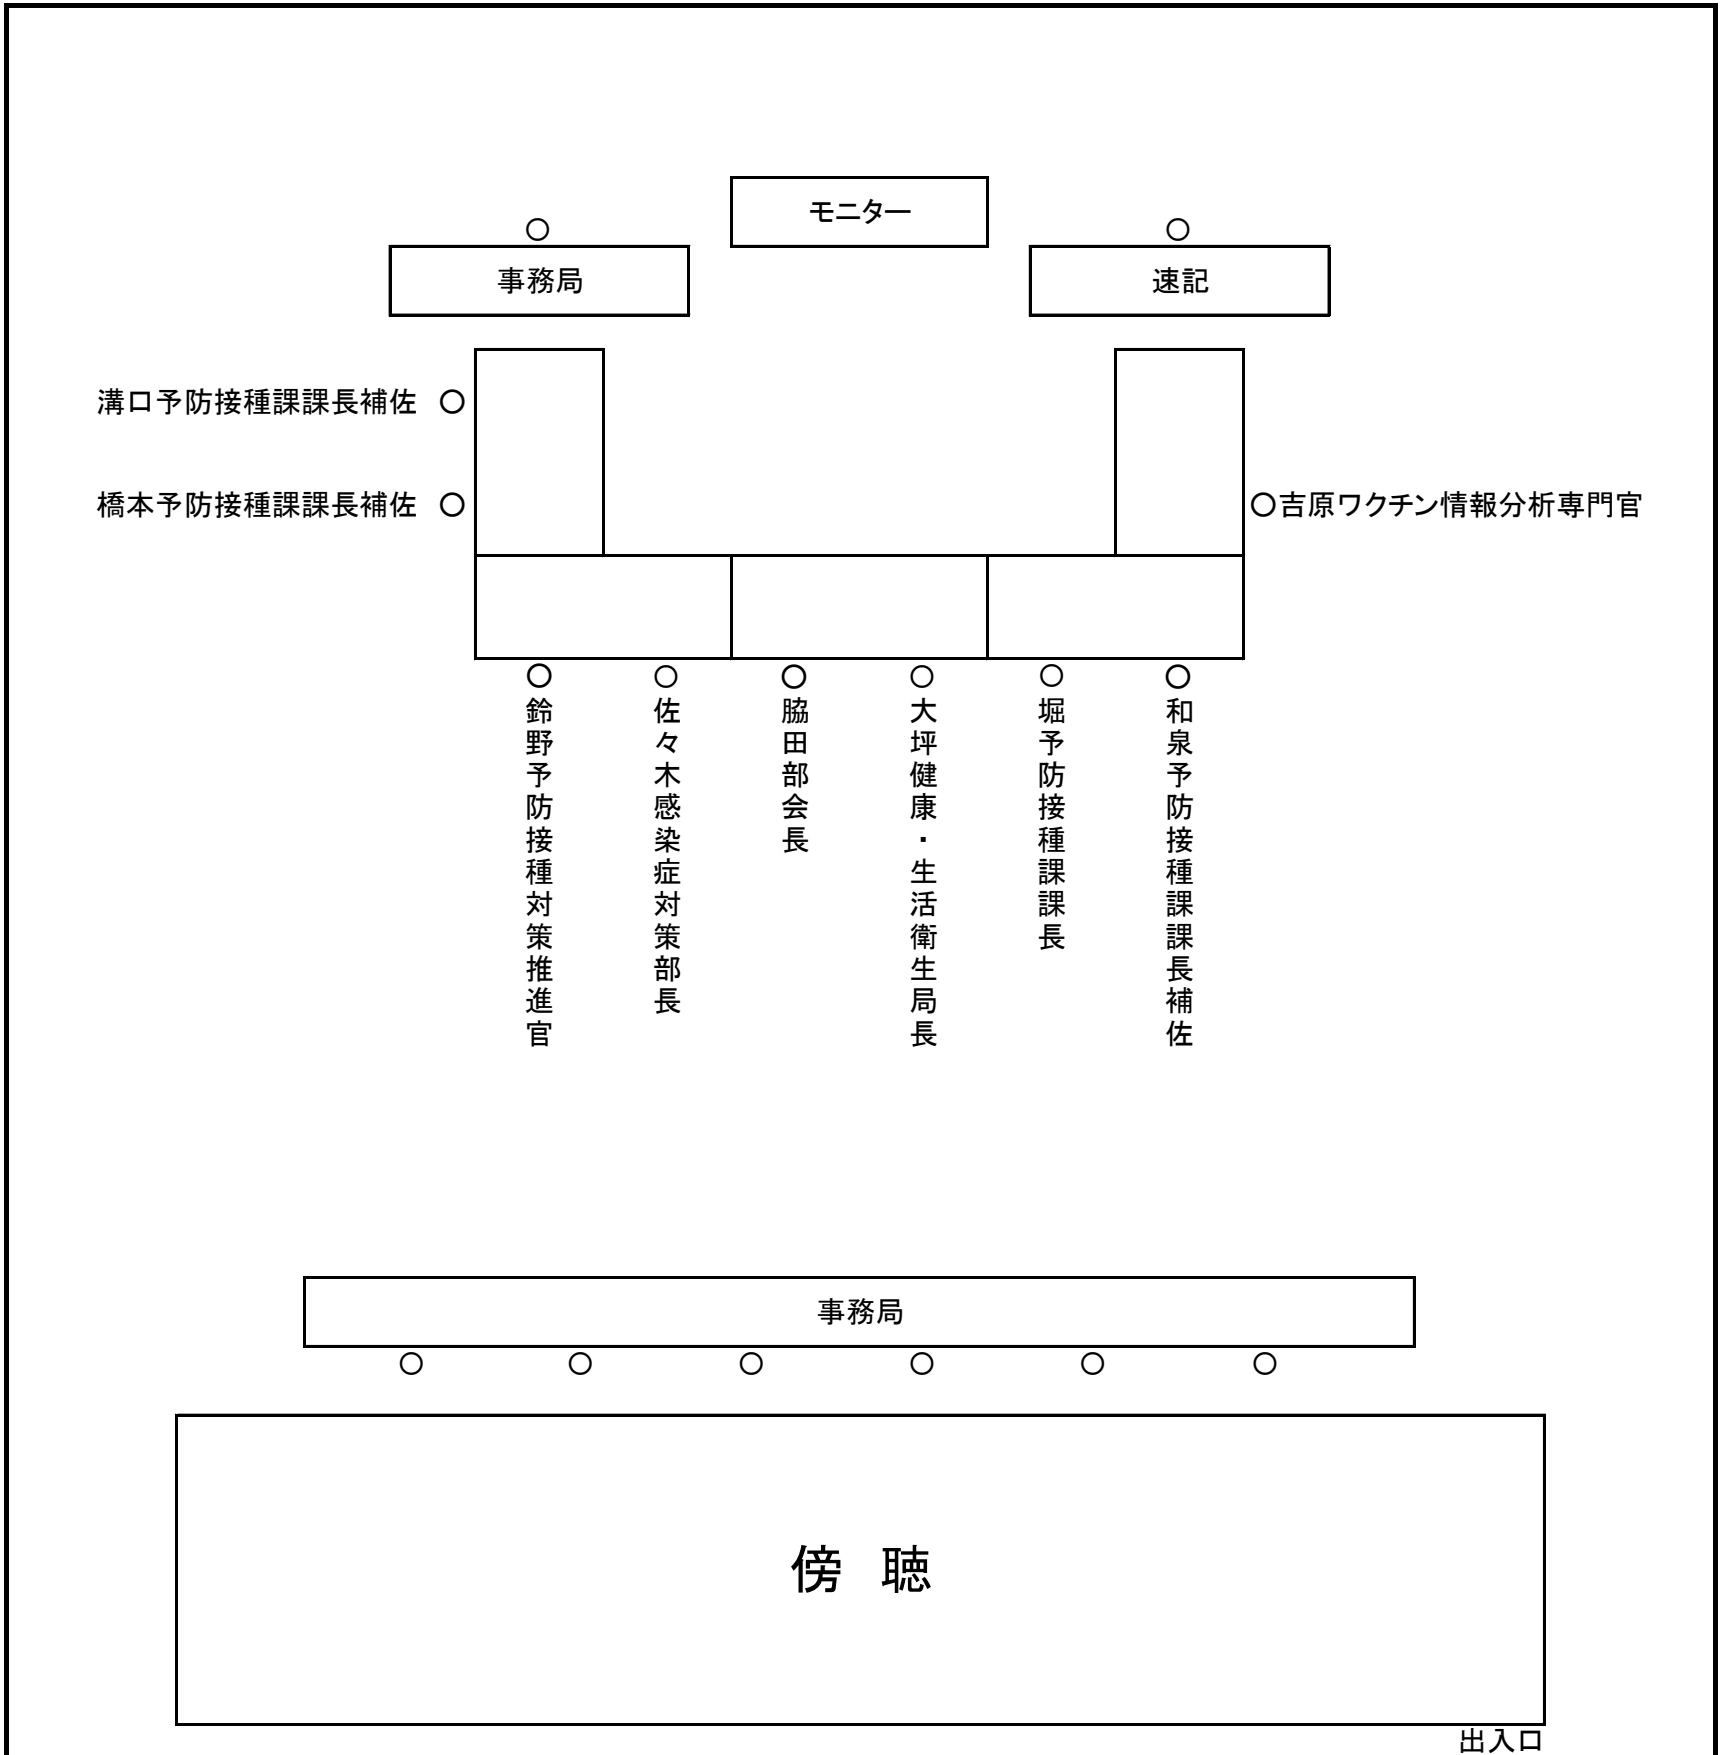 モニター
事務局
速記
溝口予防接種課課長補佐 ○
橋本予防接種課課長補佐 ○
○吉原ワクチン情報分析専門官
鈴野予防接種対策推進官
佐々木感染症対策部長
脇田部会長
大坪健康・生活衛生局長
堀予防接種課課長
和泉予防接種課課長補佐
事務局
傍　聴
出入口